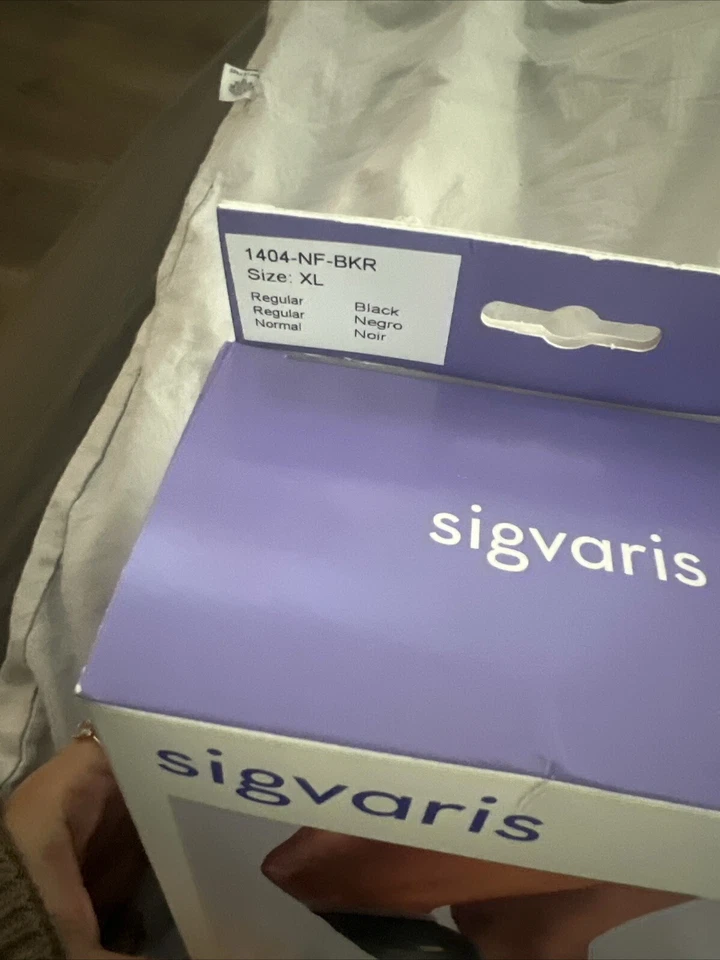 1404-NF-BKR
Size: XL
Regular Black
Regular Negro
Normal Noir
sigvaris
sigvaris